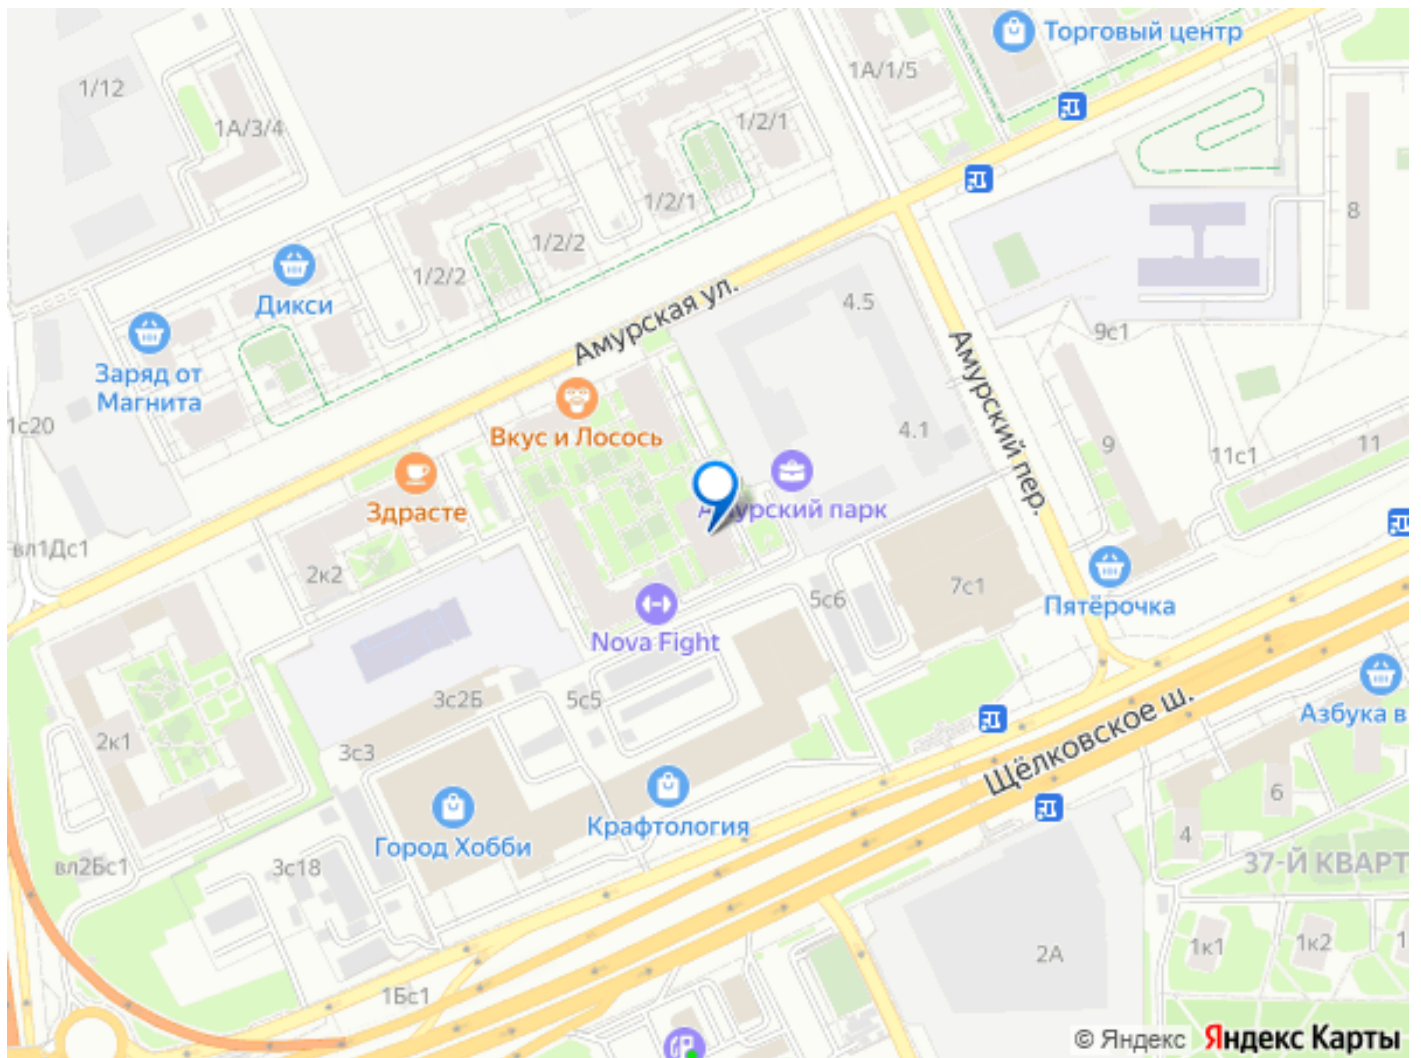 Торговый центр
1/12
1А/1/5
1А/3/4
1/2/1
1/2/1
8
1/2/2
1/2/2
Дикси
Амурская ул.
4.5
9с1
Заряд от
Магнита
Амурский пер.
1с20
Вкус и Лосось
4.1
9
11с1
11
Здрасте
Амурский парк
вл1Дс1
2к2
5с6
7с1
Пятёрочка
Nova Fight
3с2Б
5с5
Щёлковское ш.
Азбука в
2к1
3с3
6
Крафтология
4
Город Хобби
вл2Бс1
3с18
37-Й КВАРТ
1к1
1к2
1
2А
1Бс1
© Яндекс Яндекс Карты